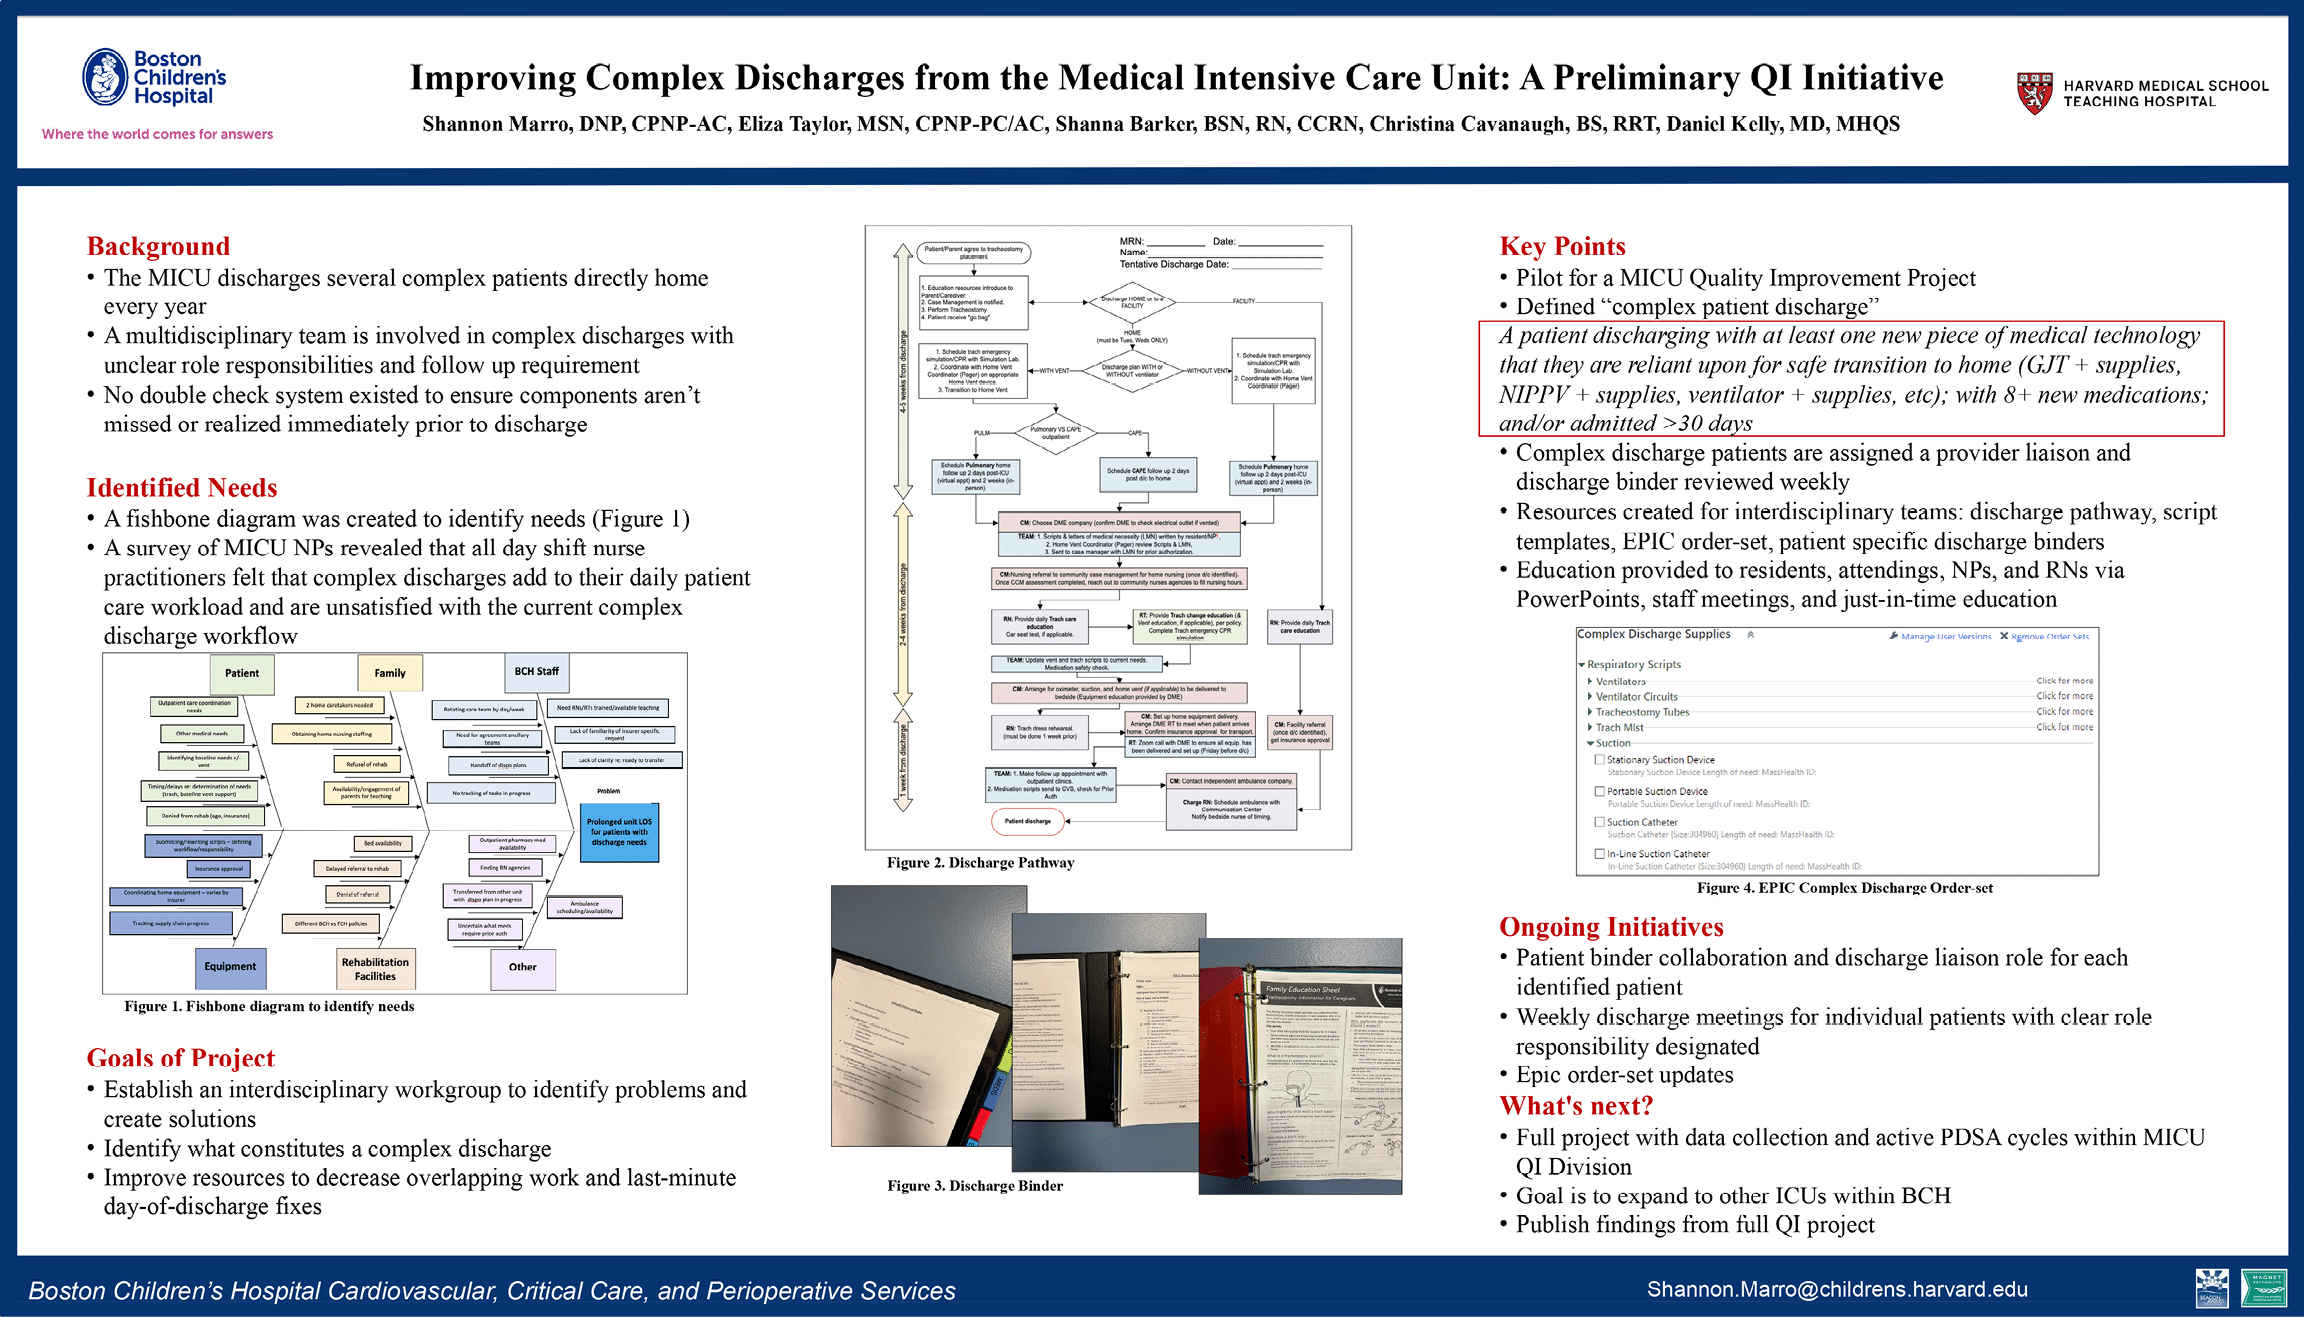 Boston
Children's
Hospital
Where the world comes for answers
Improving Complex Discharges from the Medical Intensive Care Unit: A Preliminary QI Initiative
Shannon Marro, DNP, CPNP-AC, Eliza Taylor, MSN, CPNP-PC/AC, Shanna Barker, BSN, RN, CCRN, Christina Cavanaugh, BS, RRT, Daniel Kelly, MD, MHQS
HARVARD MEDICAL SCHOOL
TEACHING HOSPITAL
Background
• The MICU discharges several complex patients directly home
every year
• A multidisciplinary team is involved in complex discharges with
unclear role responsibilities and follow up requirement
• No double check system existed to ensure components aren't
missed or realized immediately prior to discharge
Identified Needs
• A fishbone diagram was created to identify needs (Figure 1)
• A survey of MICU NPs revealed that all day shift nurse
practitioners felt that complex discharges add to their daily patient
care workload and are unsatisfied with the current complex
discharge workflow
Patient
Family
BCH Staff
Outpatient care coordination
needs
Other medical needs
Identifying baseline needs +/-
vent
Timing/delays re: determination of needs
(trach, baseline vent support)
Denied from rehab (age, insurance)
2 home caretakers needed
Obtaining home nursing staffing
Refusal of rehab
Availability/engagement of
parents for teaching
Rotating care team by day/week
Need for agreement ancillary
teams
Handoff of dispo plans
No tracking of tasks in progress
Need RNs/RTs trained/available teaching
Lack of familiarity of insurer specific
request
Lack of clarity re: ready to transfer
Problem
Prolonged unit LOS
for patients with
discharge needs
Submitting/rewriting scripts – defining
workflow/responsibility
Insurance approval
Coordinating home equipment – varies by
insurer
Tracking supply chain progress
Bed availability
Delayed referral to rehab
Denial of referral
Different BCH vs FCH policies
Outpatient pharmacy med
availability
Finding RN agencies
Transferred from other unit
with dispo plan in progress
Uncertain what meds
require prior auth
Ambulance
scheduling/availability
Equipment
Rehabilitation
Facilities
Other
Figure 1. Fishbone diagram to identify needs
Goals of Project
• Establish an interdisciplinary workgroup to identify problems and
create solutions
• Identify what constitutes a complex discharge
• Improve resources to decrease overlapping work and last-minute
day-of-discharge fixes
MRN: Date:
Name:
Tentative Discharge Date:
Patient/Parent agree to tracheostomy
placement
1. Education resources introduce to
Parent/Caregiver.
2. Case Management is notified.
3. Perform Tracheostomy
4. Patient receive "go bag"
Discharge HOME or to a
FACILITY
FACILITY
HOME
(must be Tues, Weds ONLY)
1. Schedule trach emergency
simulation/CPR with Simulation Lab.
2. Coordinate with Home Vent
Coordinator (Pager) on appropriate
Home Vent device.
3. Transition to Home Vent
WITH VENT
Discharge plan WITH or
WITHOUT ventilator
WITHOUT VENT
1. Schedule trach emergency
simulation/CPR with
Simulation Lab.
2. Coordinate with Home Vent
Coordinator (Pager)
4-5 weeks from discharge
Pulmonary VS CAPE
outpatient
PULM
CAPE
Schedule Pulmonary home
follow up 2 days post-ICU
(virtual appt) and 2 weeks (in-
person)
Schedule CAPE follow up 2 days
post d/c to home
Schedule Pulmonary home
follow up 2 days post-ICU
(virtual appt) and 2 weeks (in-
person)
CM: Choose DME company (confirm DME to check electrical outlet if vented)
TEAM: 1. Scripts & letters of medical necessity (LMN) written by resident/NP!,
2. Home Vent Coordinator (Pager) review Scripts & LMN,
3. Sent to case manager with LMN for prior authorization.
CM:Nursing referral to community case management for home nursing (once d/c identified).
Once CCM assessment completed, reach out to community nurses agencies to fill nursing hours.
2-4 weeks from discharge
RN: Provide daily Trach care
education
Car seat test, if applicable.
RT: Provide Trach change education (&
Vent education, if applicable), per policy.
Complete Trach emergency CPR
simulation
RN: Provide daily Trach
care education
TEAM: Update vent and trach scripts to current needs.
Medication safety check.
CM: Arrange for oximeter, suction, and home vent (if applicable) to be delivered to
bedside (Equipment education provided by DME)
RN: Trach dress rehearsal.
(must be done 1 week prior)
CM: Set up home equipment delivery.
Arrange DME RT to meet when patient arrives
home. Confirm insurance approval for transport.
RT: Zoom call with DME to ensure all equip. has
been delivered and set up (Friday before d/c)
CM: Facility referral
(once d/c identified),
get insurance approval
1 week from discharge
TEAM: 1. Make follow up appointment with
outpatient clinics.
2. Medication scripts send to CVS, check for Prior
Auth
CM: Contact independent ambulance company.
Charge RN: Schedule ambulance with
Communication Center
Notify bedside nurse of timing.
Patient discharge
Figure 2. Discharge Pathway
MEDS
Family Education Sheet
Tracheostomy Information for Caregivers
Figure 3. Discharge Binder
Key Points
• Pilot for a MICU Quality Improvement Project
• Defined “complex patient discharge”
A patient discharging with at least one new piece of medical technology
that they are reliant upon for safe transition to home (GJT + supplies,
NIPPV + supplies, ventilator + supplies, etc); with 8+ new medications;
and/or admitted >30 days
• Complex discharge patients are assigned a provider liaison and
discharge binder reviewed weekly
• Resources created for interdisciplinary teams: discharge pathway, script
templates, EPIC order-set, patient specific discharge binders
• Education provided to residents, attendings, NPs, and RNs via
PowerPoints, staff meetings, and just-in-time education
Complex Discharge Supplies
Manage User Versions Remove Order Sets
Respiratory Scripts
Ventilators Click for more
Ventilator Circuits Click for more
Tracheostomy Tubes Click for more
Trach Mist Click for more
Suction
Stationary Suction Device
Stationary Suction Device Length of need: MassHealth ID:
Portable Suction Device
Portable Suction Device Length of need: MassHealth ID:
Suction Catheter
Suction Catheter (Size:304960) Length of need: MassHealth ID:
In-Line Suction Catheter
In-Line Suction Catheter (Size:304960) Length of need: MassHealth ID:
Figure 4. EPIC Complex Discharge Order-set
Ongoing Initiatives
• Patient binder collaboration and discharge liaison role for each
identified patient
• Weekly discharge meetings for individual patients with clear role
responsibility designated
• Epic order-set updates
What's next?
• Full project with data collection and active PDSA cycles within MICU
QI Division
• Goal is to expand to other ICUs within BCH
• Publish findings from full QI project
Boston Children's Hospital Cardiovascular, Critical Care, and Perioperative Services
Shannon.Marro@childrens.harvard.edu
BEACON
MAGNET
RECOGNIZED